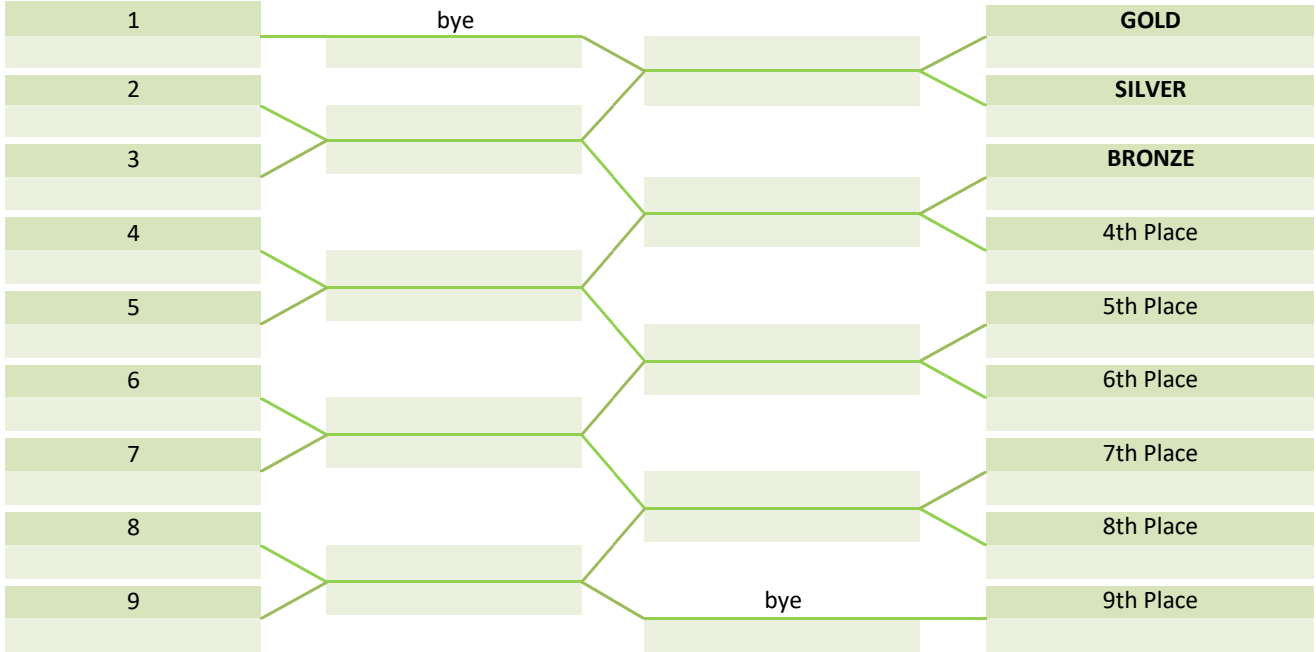 1
bye
GOLD
2
SILVER
3
BRONZE
4
4th Place
5
5th Place
6
6th Place
7
7th Place
8
8th Place
9
bye
9th Place